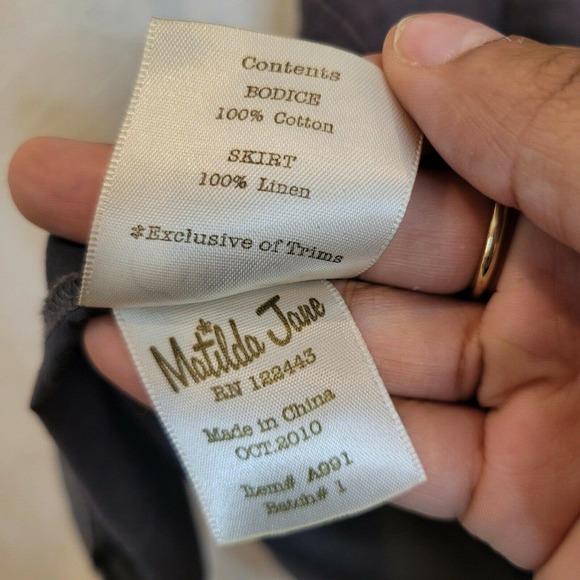 Contents
BODICE
100% Cotton
SKIRT
100% Linen
*Exclusive of Trims
Matilda Jane
RN 122443
Made in China
OCT.2010
Item# A991
Batch# 1